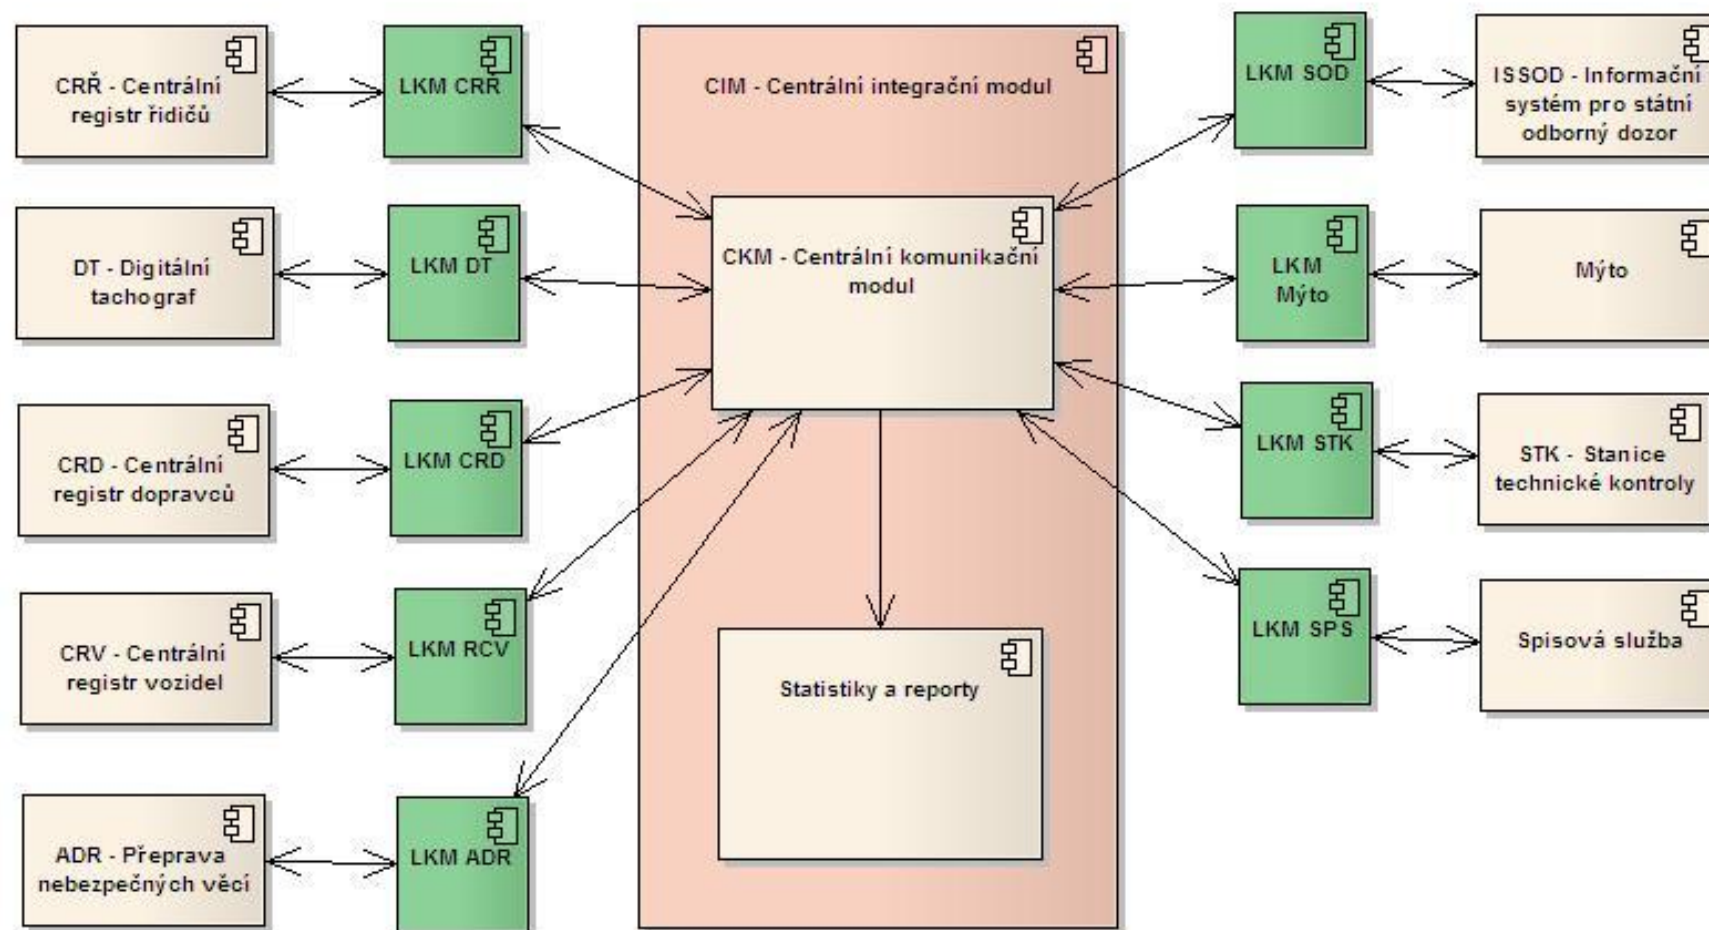 CRŘ - Centrální
registr řidičů
LKM CRŘ
CIM - Centrální integrační modul
LKM SOD
ISSOD - Informační
systém pro státní
odborný dozor
DT - Digitální
tachograf
LKM DT
CKM - Centrální komunikační
modul
LKM
Mýto
Mýto
CRD - Centrální
registr dopravců
LKM CRD
LKM STK
STK - Stanice
technické kontroly
CRV - Centrální
registr vozidel
LKM RCV
Statistiky a reporty
LKM SPS
Spisová služba
ADR - Přeprava
nebezpečných věcí
LKM ADR